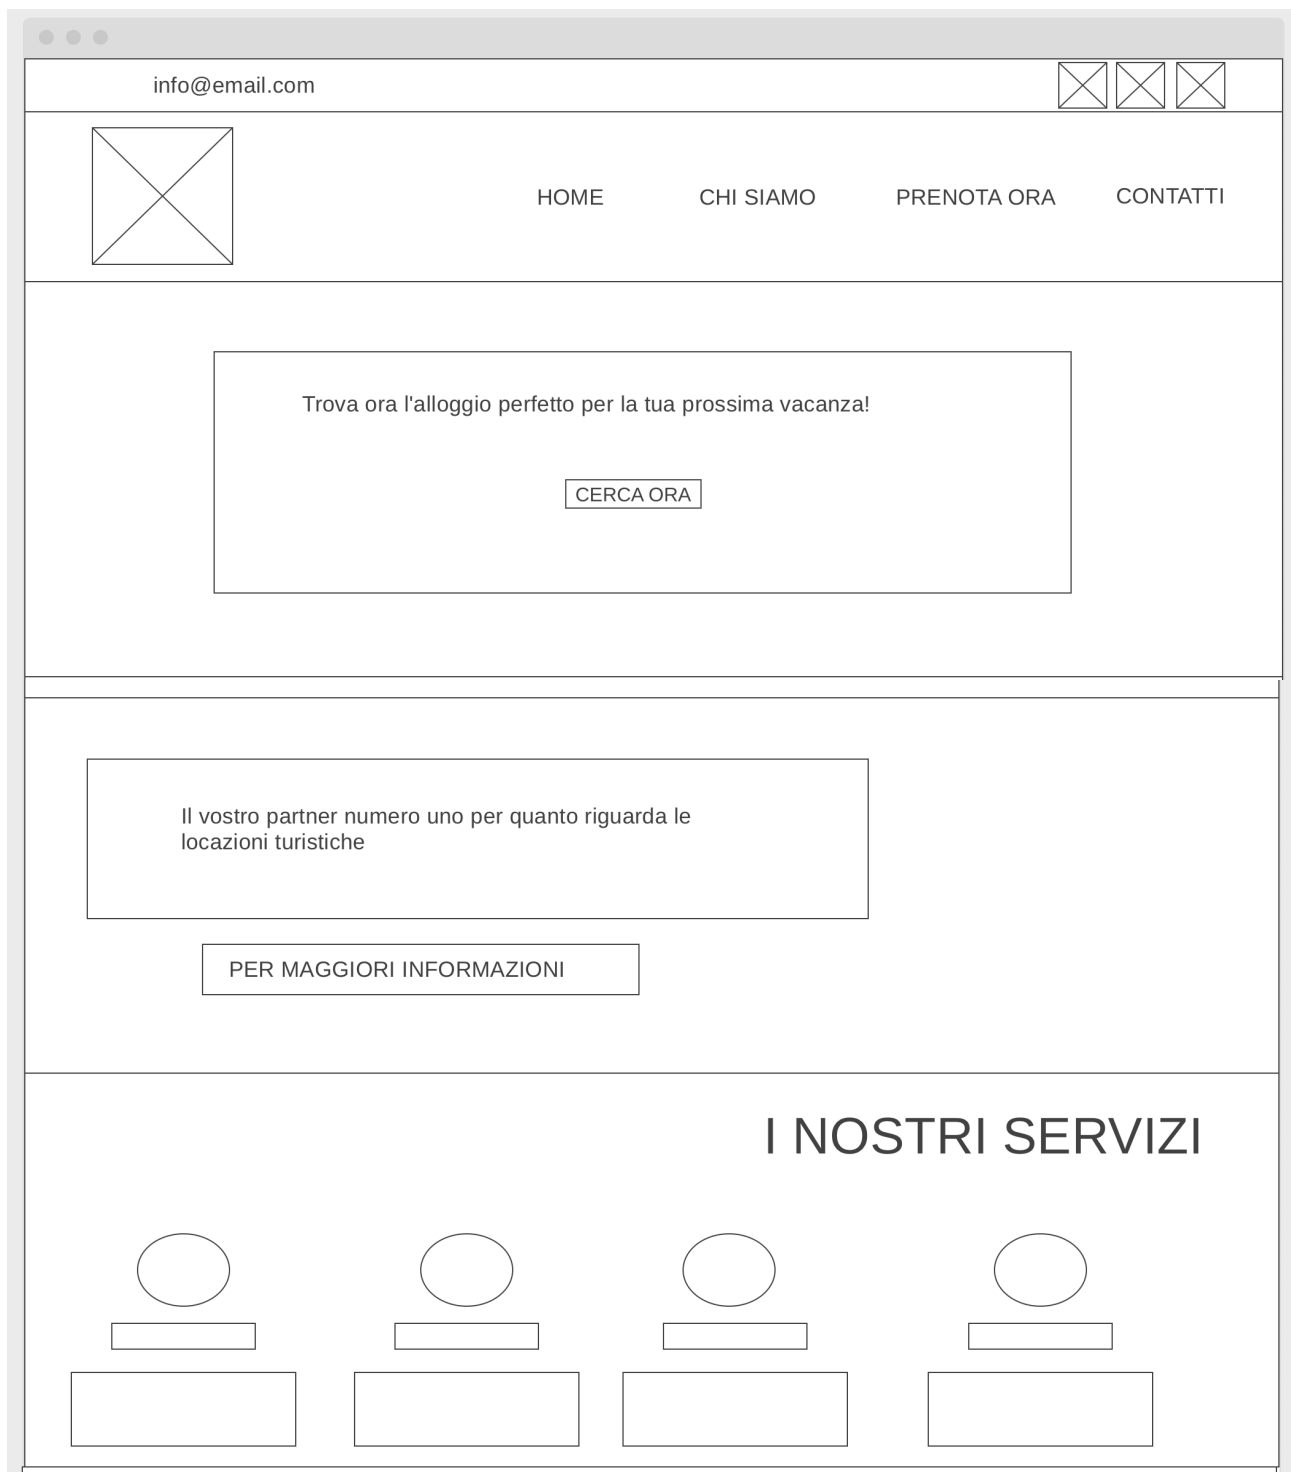 info@email.com
HOME CHI SIAMO PRENOTA ORA CONTATTI
Trova ora l'alloggio perfetto per la tua prossima vacanza!
CERCA ORA
Il vostro partner numero uno per quanto riguarda le
locazioni turistiche
PER MAGGIORI INFORMAZIONI
I NOSTRI SERVIZI